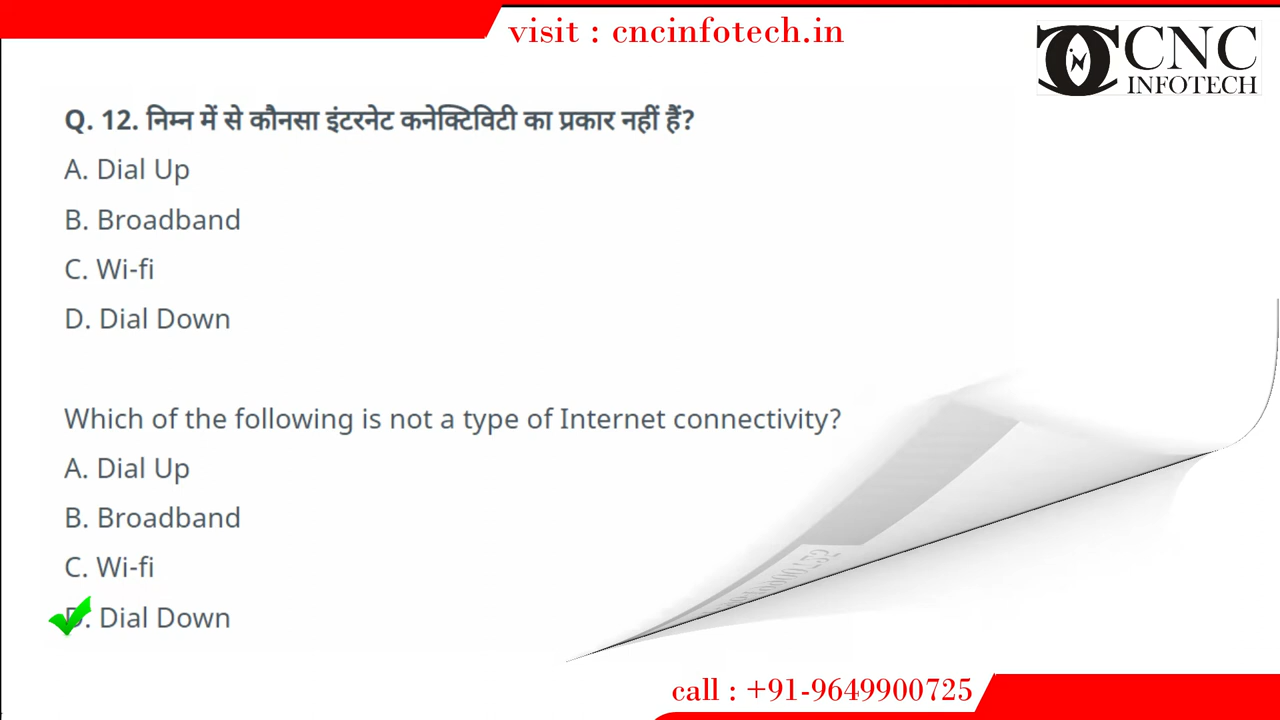 visit : cncinfotech.in
CNC
INFOTECH
Q. 12. निम्न में से कौनसा इंटरनेट कनेक्टिविटी का प्रकार नहीं हैं?
A. Dial Up
B. Broadband
C. Wi-fi
D. Dial Down
Which of the following is not a type of Internet connectivity?
A. Dial Up
B. Broadband
C. Wi-fi
D. Dial Down
call : +91-9649900725